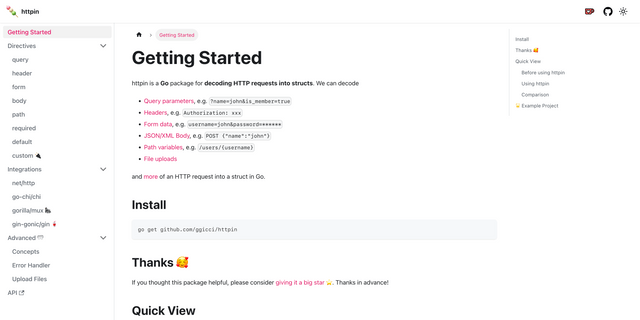 httpin
Getting Started
Directives
query
header
form
body
path
required
default
custom 🔌
Integrations
net/http
go-chi/chi
gorilla/mux 🦍
gin-gonic/gin 🍷
Advanced
Concepts
Error Handler
Upload Files
API
Getting Started
Getting Started
httpin is a Go package for decoding HTTP requests into structs. We can decode
• Query parameters, e.g. ?name=john&is_member=true
• Headers, e.g. Authorization: xxx
• Form data, e.g. username=john&password=*******
• JSON/XML Body, e.g. POST {"name":"john"}
• Path variables, e.g. /users/{username}
• File uploads
and more of an HTTP request into a struct in Go.
Install
go get github.com/ggicci/httpin
Thanks 🥰
If you thought this package helpful, please consider giving it a big star 🌟. Thanks in advance!
Quick View
Install
Thanks 🥰
Quick View
Before using httpin
Using httpin
Comparison
🌟 Example Project